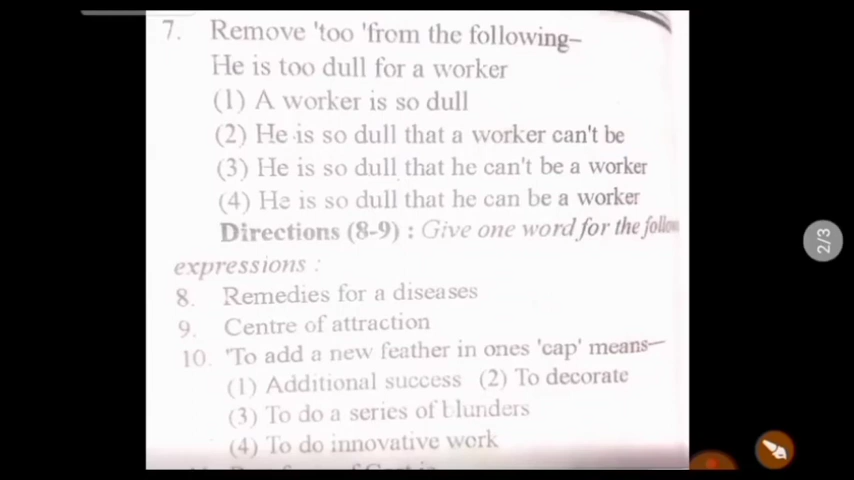 7. Remove 'too 'from the following–
He is too dull for a worker
(1) A worker is so dull
(2) He is so dull that a worker can't be
(3) He is so dull that he can't be a worker
(4) He is so dull that he can be a worker
Directions (8-9) : Give one word for the
expressions :
8. Remedies for a diseases
9. Centre of attraction
10. 'To add a new feather in ones 'cap' means—
(1) Additional success (2) To decorate
(3) To do a series of blunders
(4) To do innovative work
2/3